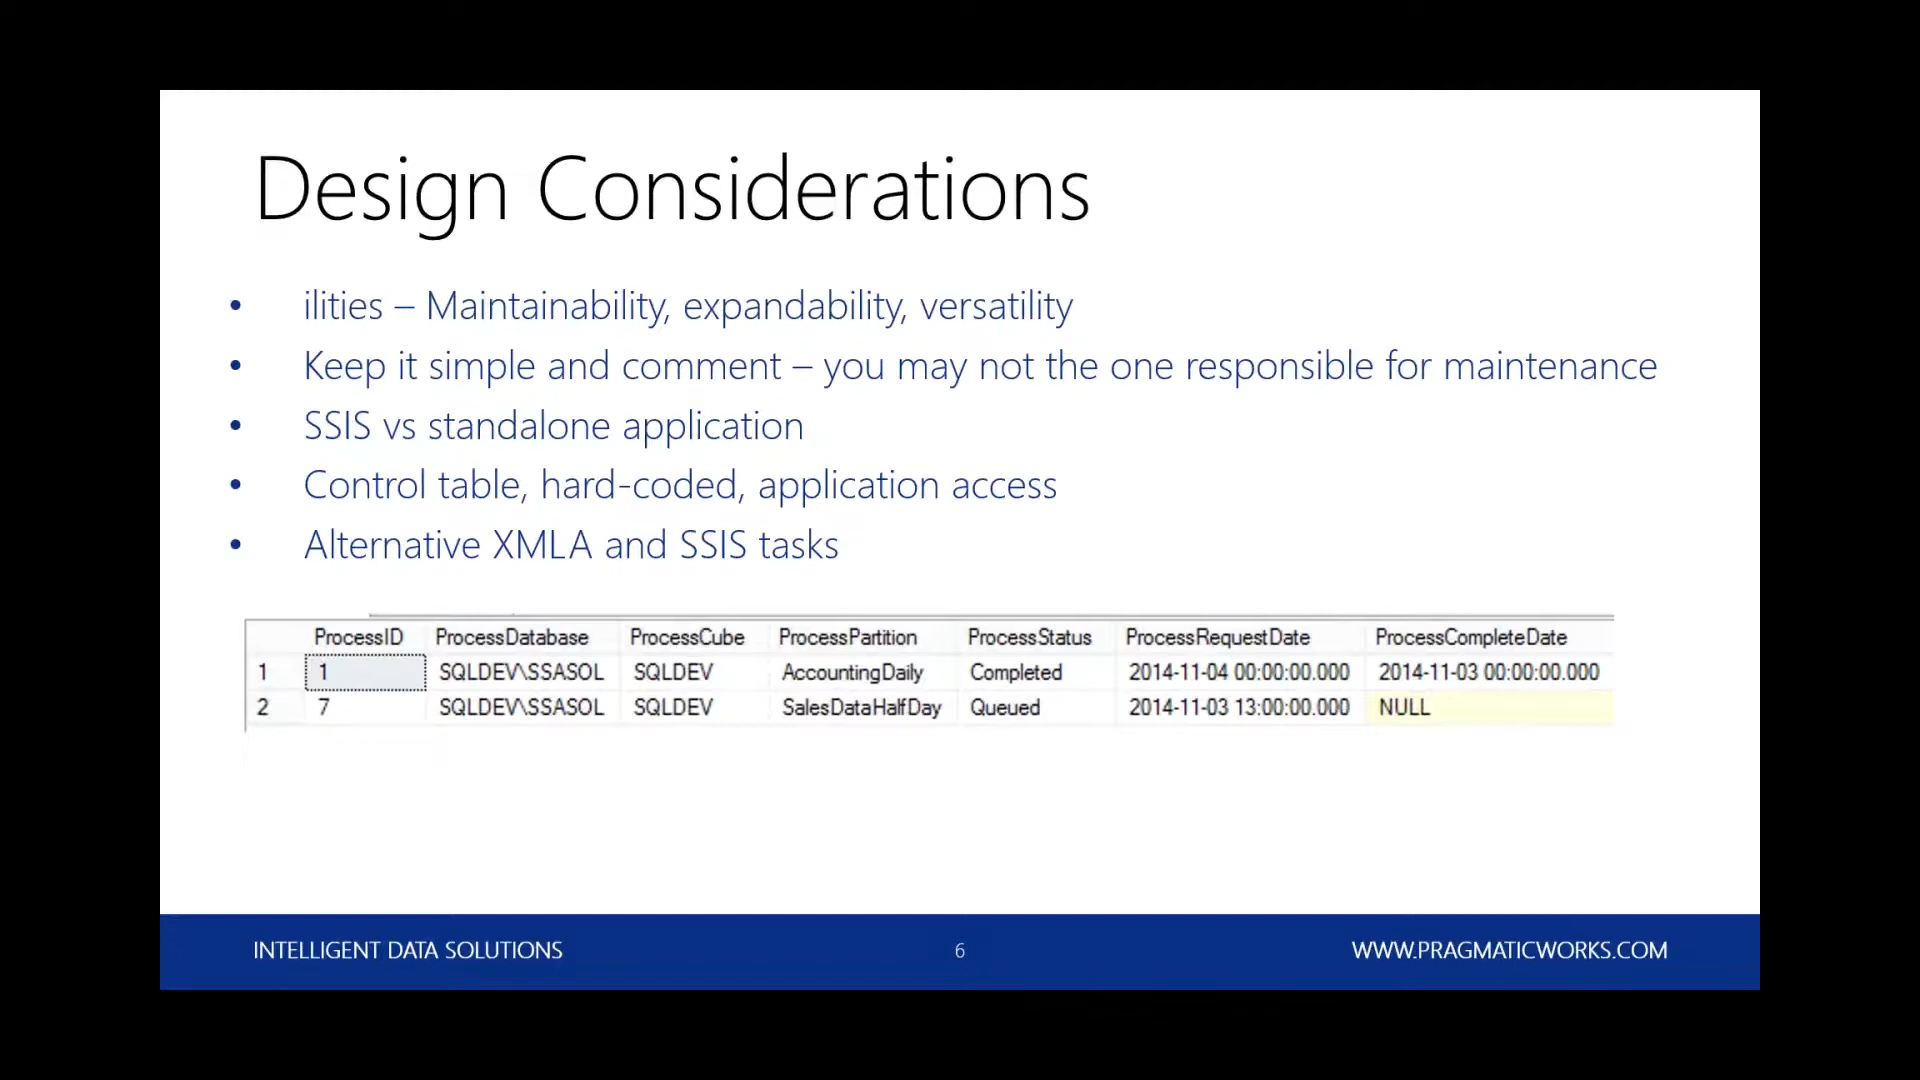 Design Considerations
• ilities – Maintainability, expandability, versatility
• Keep it simple and comment – you may not the one responsible for maintenance
• SSIS vs standalone application
• Control table, hard-coded, application access
• Alternative XMLA and SSIS tasks
ProcessID ProcessDatabase ProcessCube ProcessPartition ProcessStatus ProcessRequestDate ProcessCompleteDate
1 1 SQLDEV\SSASOL SQLDEV AccountingDaily Completed 2014-11-04 00:00:00.000 2014-11-03 00:00:00.000
2 7 SQLDEV\SSASOL SQLDEV SalesDataHalfDay Queued 2014-11-03 13:00:00.000 NULL
INTELLIGENT DATA SOLUTIONS 6 WWW.PRAGMATICWORKS.COM